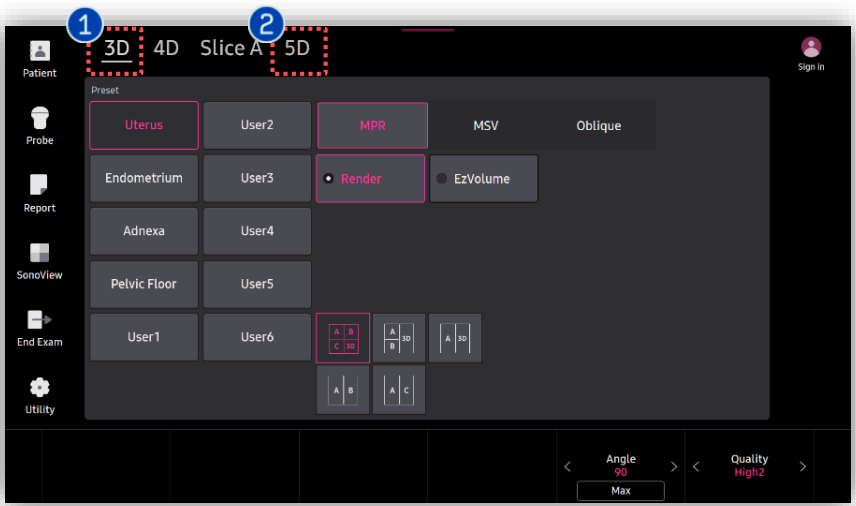 1
2
3D 4D Slice A 5D
Sign in
Patient
Probe
Report
SonoView
End Exam
Utility
Preset
Uterus User2 MPR MSV Oblique
Endometrium User3 Render EzVolume
Adnexa User4
Pelvic Floor User5
User1 User6
A B
C 3D
A
B 3D
A 3D
A B
A C
< Angle > < Quality >
90 High2
Max